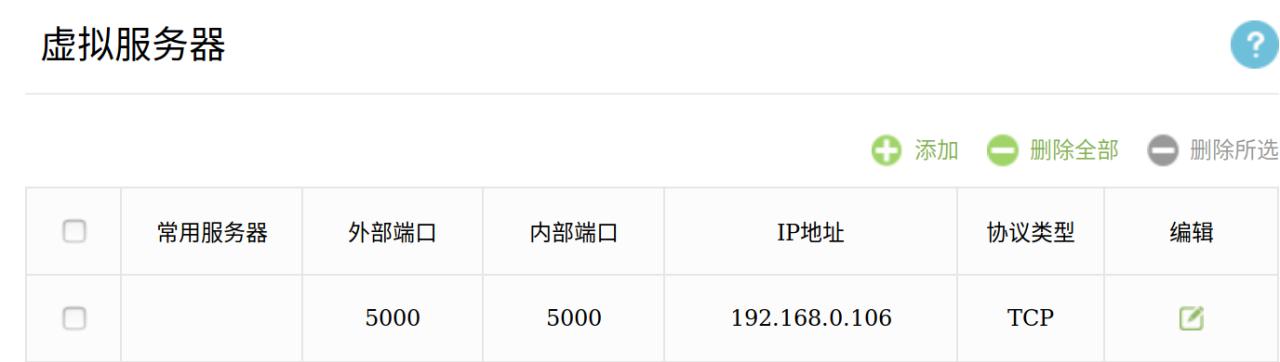 虚拟服务器
?
添加 删除全部 删除所选
常用服务器 外部端口 内部端口 IP地址 协议类型 编辑
5000 5000 192.168.0.106 TCP